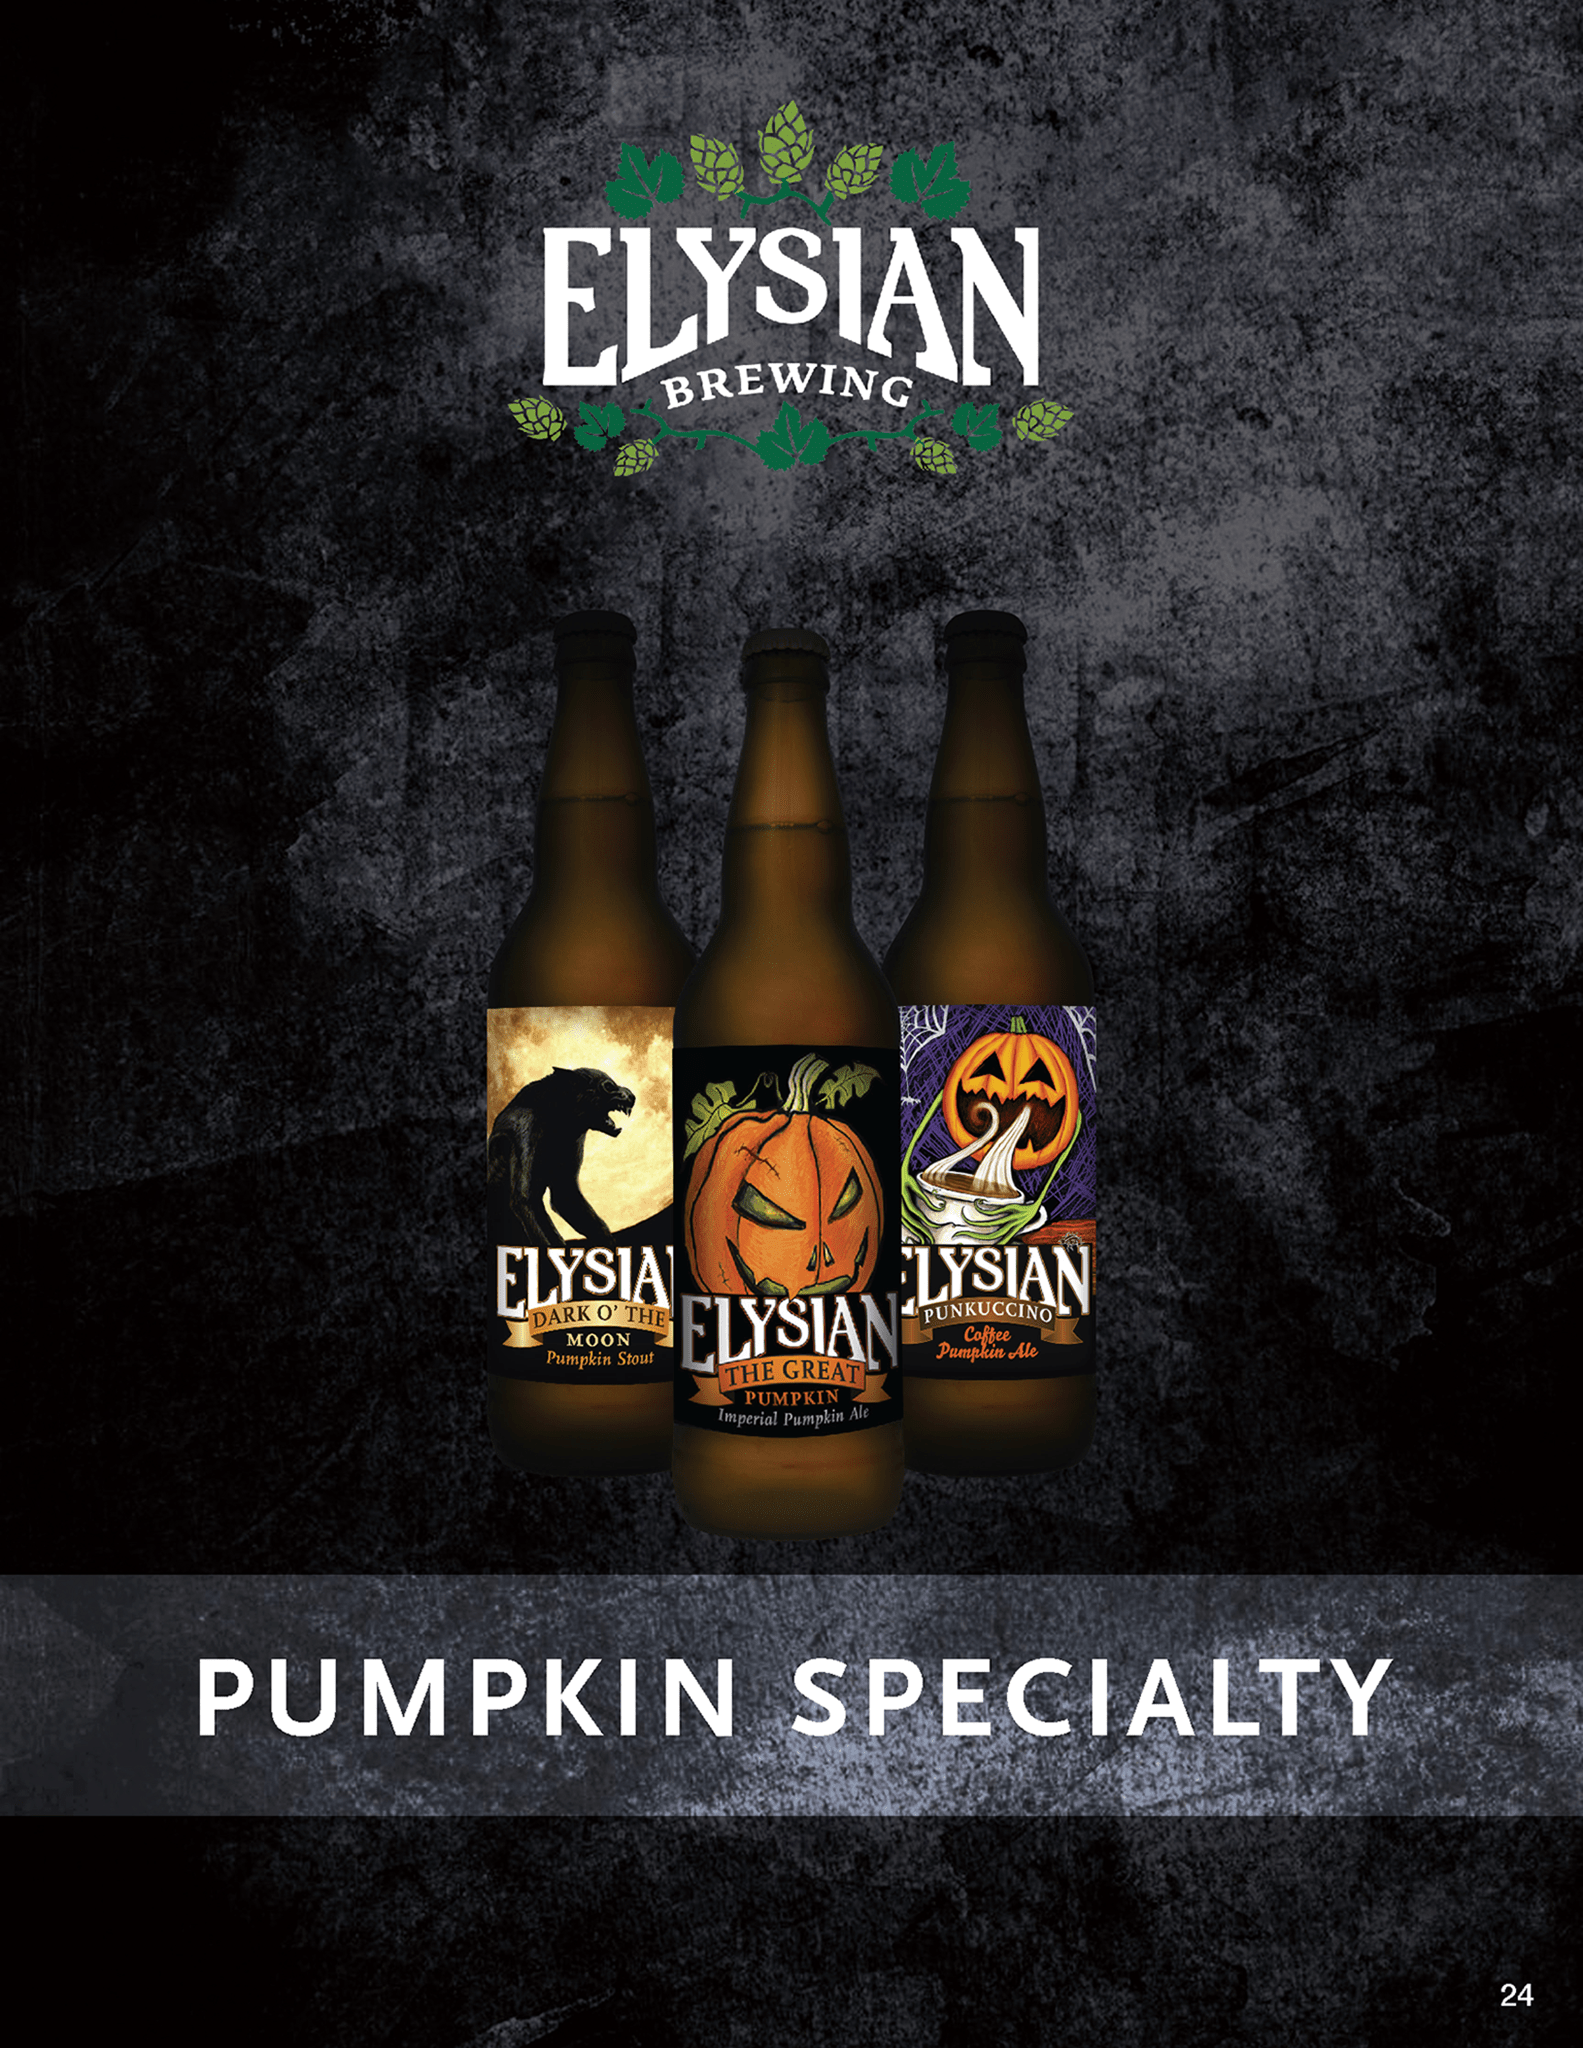 ELYSIAN
BREWING
ELYSIA
DARK O' THE
MOON
Pumpkin Stout
ELYSIAN
THE GREAT
PUMPKIN
Imperial Pumpkin Ale
ELYSIAN
PUNKUCCINO
Coffee
Pumpkin Ale
PUMPKIN SPECIALTY
24